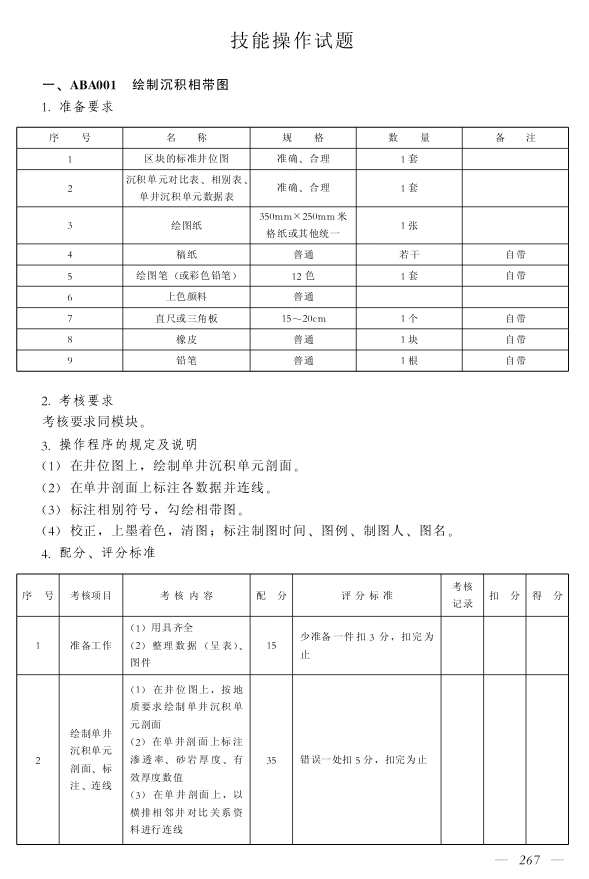 技能操作试题
一、ABA001 绘制沉积相带图
1. 准备要求
序 号 名 称 规 格 数 量 备 注
1 区块的标准井位图 准确、合理 1 套
2 沉积单元对比表、相别表、单井沉积单元数据表 准确、合理 1 套
3 绘图纸 350mm×250mm 米格纸或其他统一 1 张
4 稿纸 普通 若干 自带
5 绘图笔（或彩色铅笔） 12 色 1 套 自带
6 上色颜料 普通
7 直尺或三角板 15～20cm 1 个 自带
8 橡皮 普通 1 块 自带
9 铅笔 普通 1 根 自带
2. 考核要求
考核要求同模块。
3. 操作程序的规定及说明
（1）在井位图上，绘制单井沉积单元剖面。
（2）在单井剖面上标注各数据并连线。
（3）标注相别符号，勾绘相带图。
（4）校正，上墨着色，清图；标注制图时间、图例、制图人、图名。
4. 配分、评分标准
序 号 考核项目 考 核 内 容 配 分 评 分 标 准 考核记录 扣 分 得 分
1 准备工作
（1）用具齐全
（2）整理数据（呈表）、
图件
15
少准备一件扣 3 分，扣完为
止
2
绘制单井
沉积单元
剖面、标
注、连线
（1）在井位图上，按地
质要求绘制单井沉积单
元剖面
（2）在单井剖面上标注
渗透率、砂岩厚度、有
效厚度数值
（3）在单井剖面上，以
横排相邻井对比关系资
料进行连线
35
错误一处扣 5 分，扣完为止
— 267 —